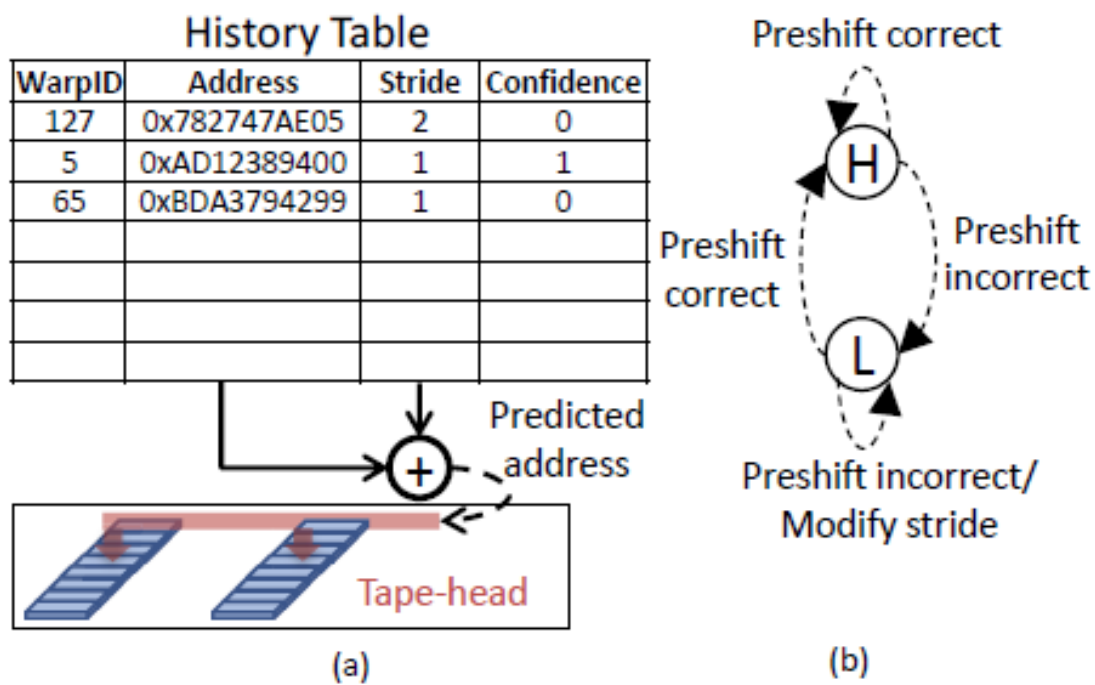 History Table
WarpID Address Stride Confidence
127 0x782747AE05 2 0
5 0xAD12389400 1 1
65 0xBDA3794299 1 0
+
Predicted
address
Tape-head
(a)
Preshift correct
H
Preshift
correct
Preshift
incorrect
L
Preshift incorrect/
Modify stride
(b)